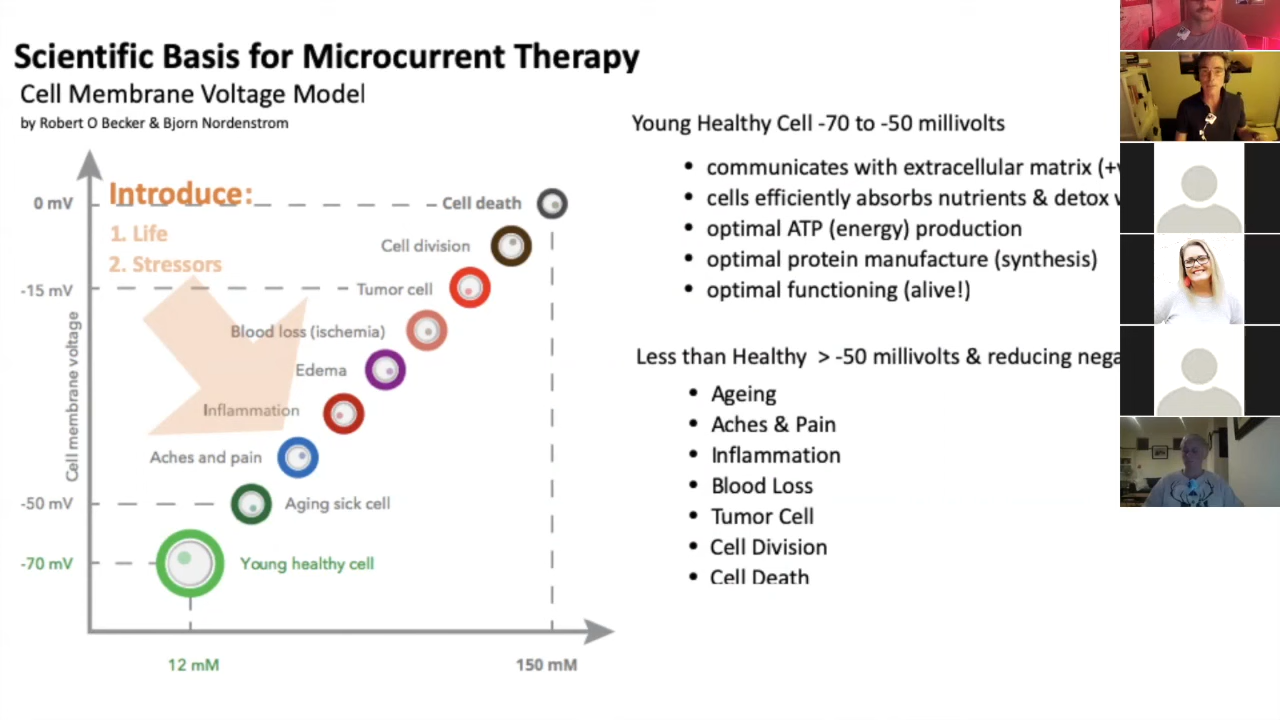 Scientific Basis for Microcurrent Therapy
Cell Membrane Voltage Model
by Robert O Becker & Bjorn Nordenstrom
Introduce:
1. Life
2. Stressors
0 mV
Cell death
Cell division
-15 mV
Tumor cell
Blood loss (ischemia)
Edema
Inflammation
Aches and pain
-50 mV
Aging sick cell
-70 mV
Young healthy cell
Cell membrane voltage
12 mM
150 mM
Young Healthy Cell -70 to -50 millivolts
• communicates with extracellular matrix (+
• cells efficiently absorbs nutrients & detox
• optimal ATP (energy) production
• optimal protein manufacture (synthesis)
• optimal functioning (alive!)
Less than Healthy > -50 millivolts & reducing
• Ageing
• Aches & Pain
• Inflammation
• Blood Loss
• Tumor Cell
• Cell Division
• Cell Death